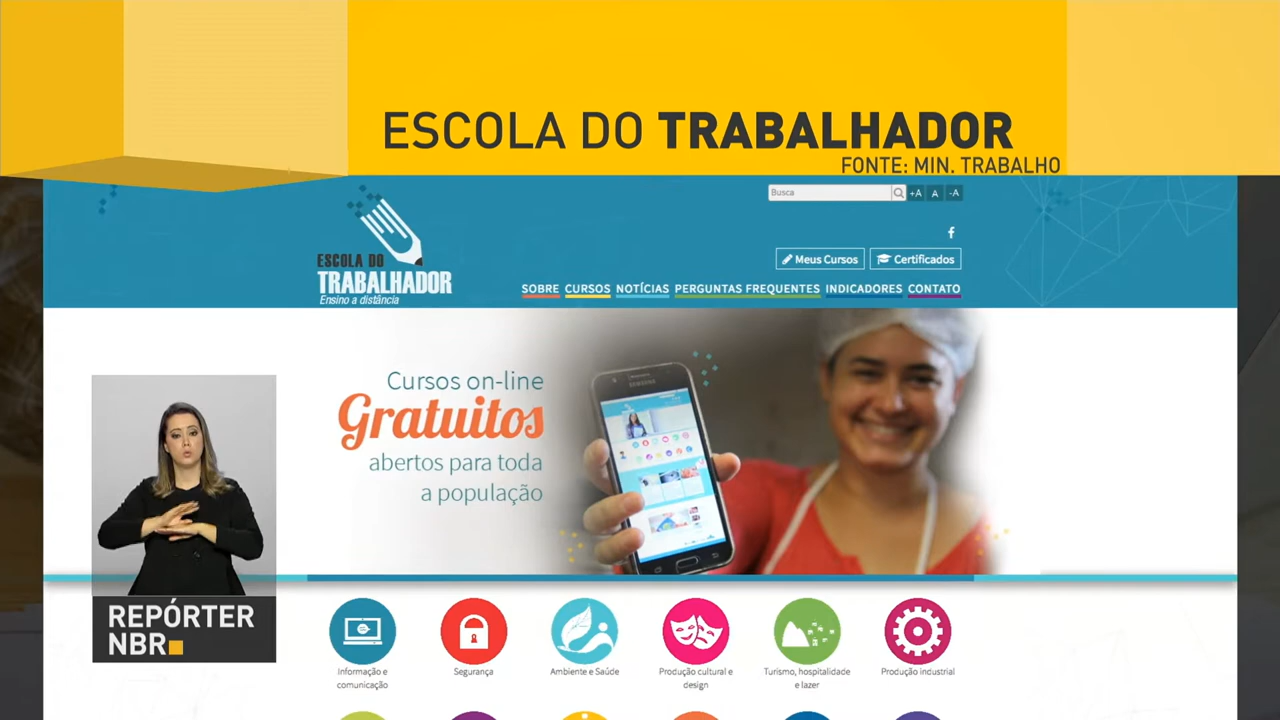 ESCOLA DO TRABALHADOR
FONTE: MIN. TRABALHO
Busca
+A
A
-A
f
Meus Cursos
Certificados
ESCOLA DO
TRABALHADOR
Ensino a distância
SOBRE CURSOS NOTÍCIAS PERGUNTAS FREQUENTES INDICADORES CONTATO
Cursos on-line
Gratuitos
abertos para toda
a população
SAMSUNG
REPÓRTER
NBR
Informação e
comunicação
Segurança
Ambiente e Saúde
Produção cultural e
design
Turismo, hospitalidade
e lazer
Produção industrial